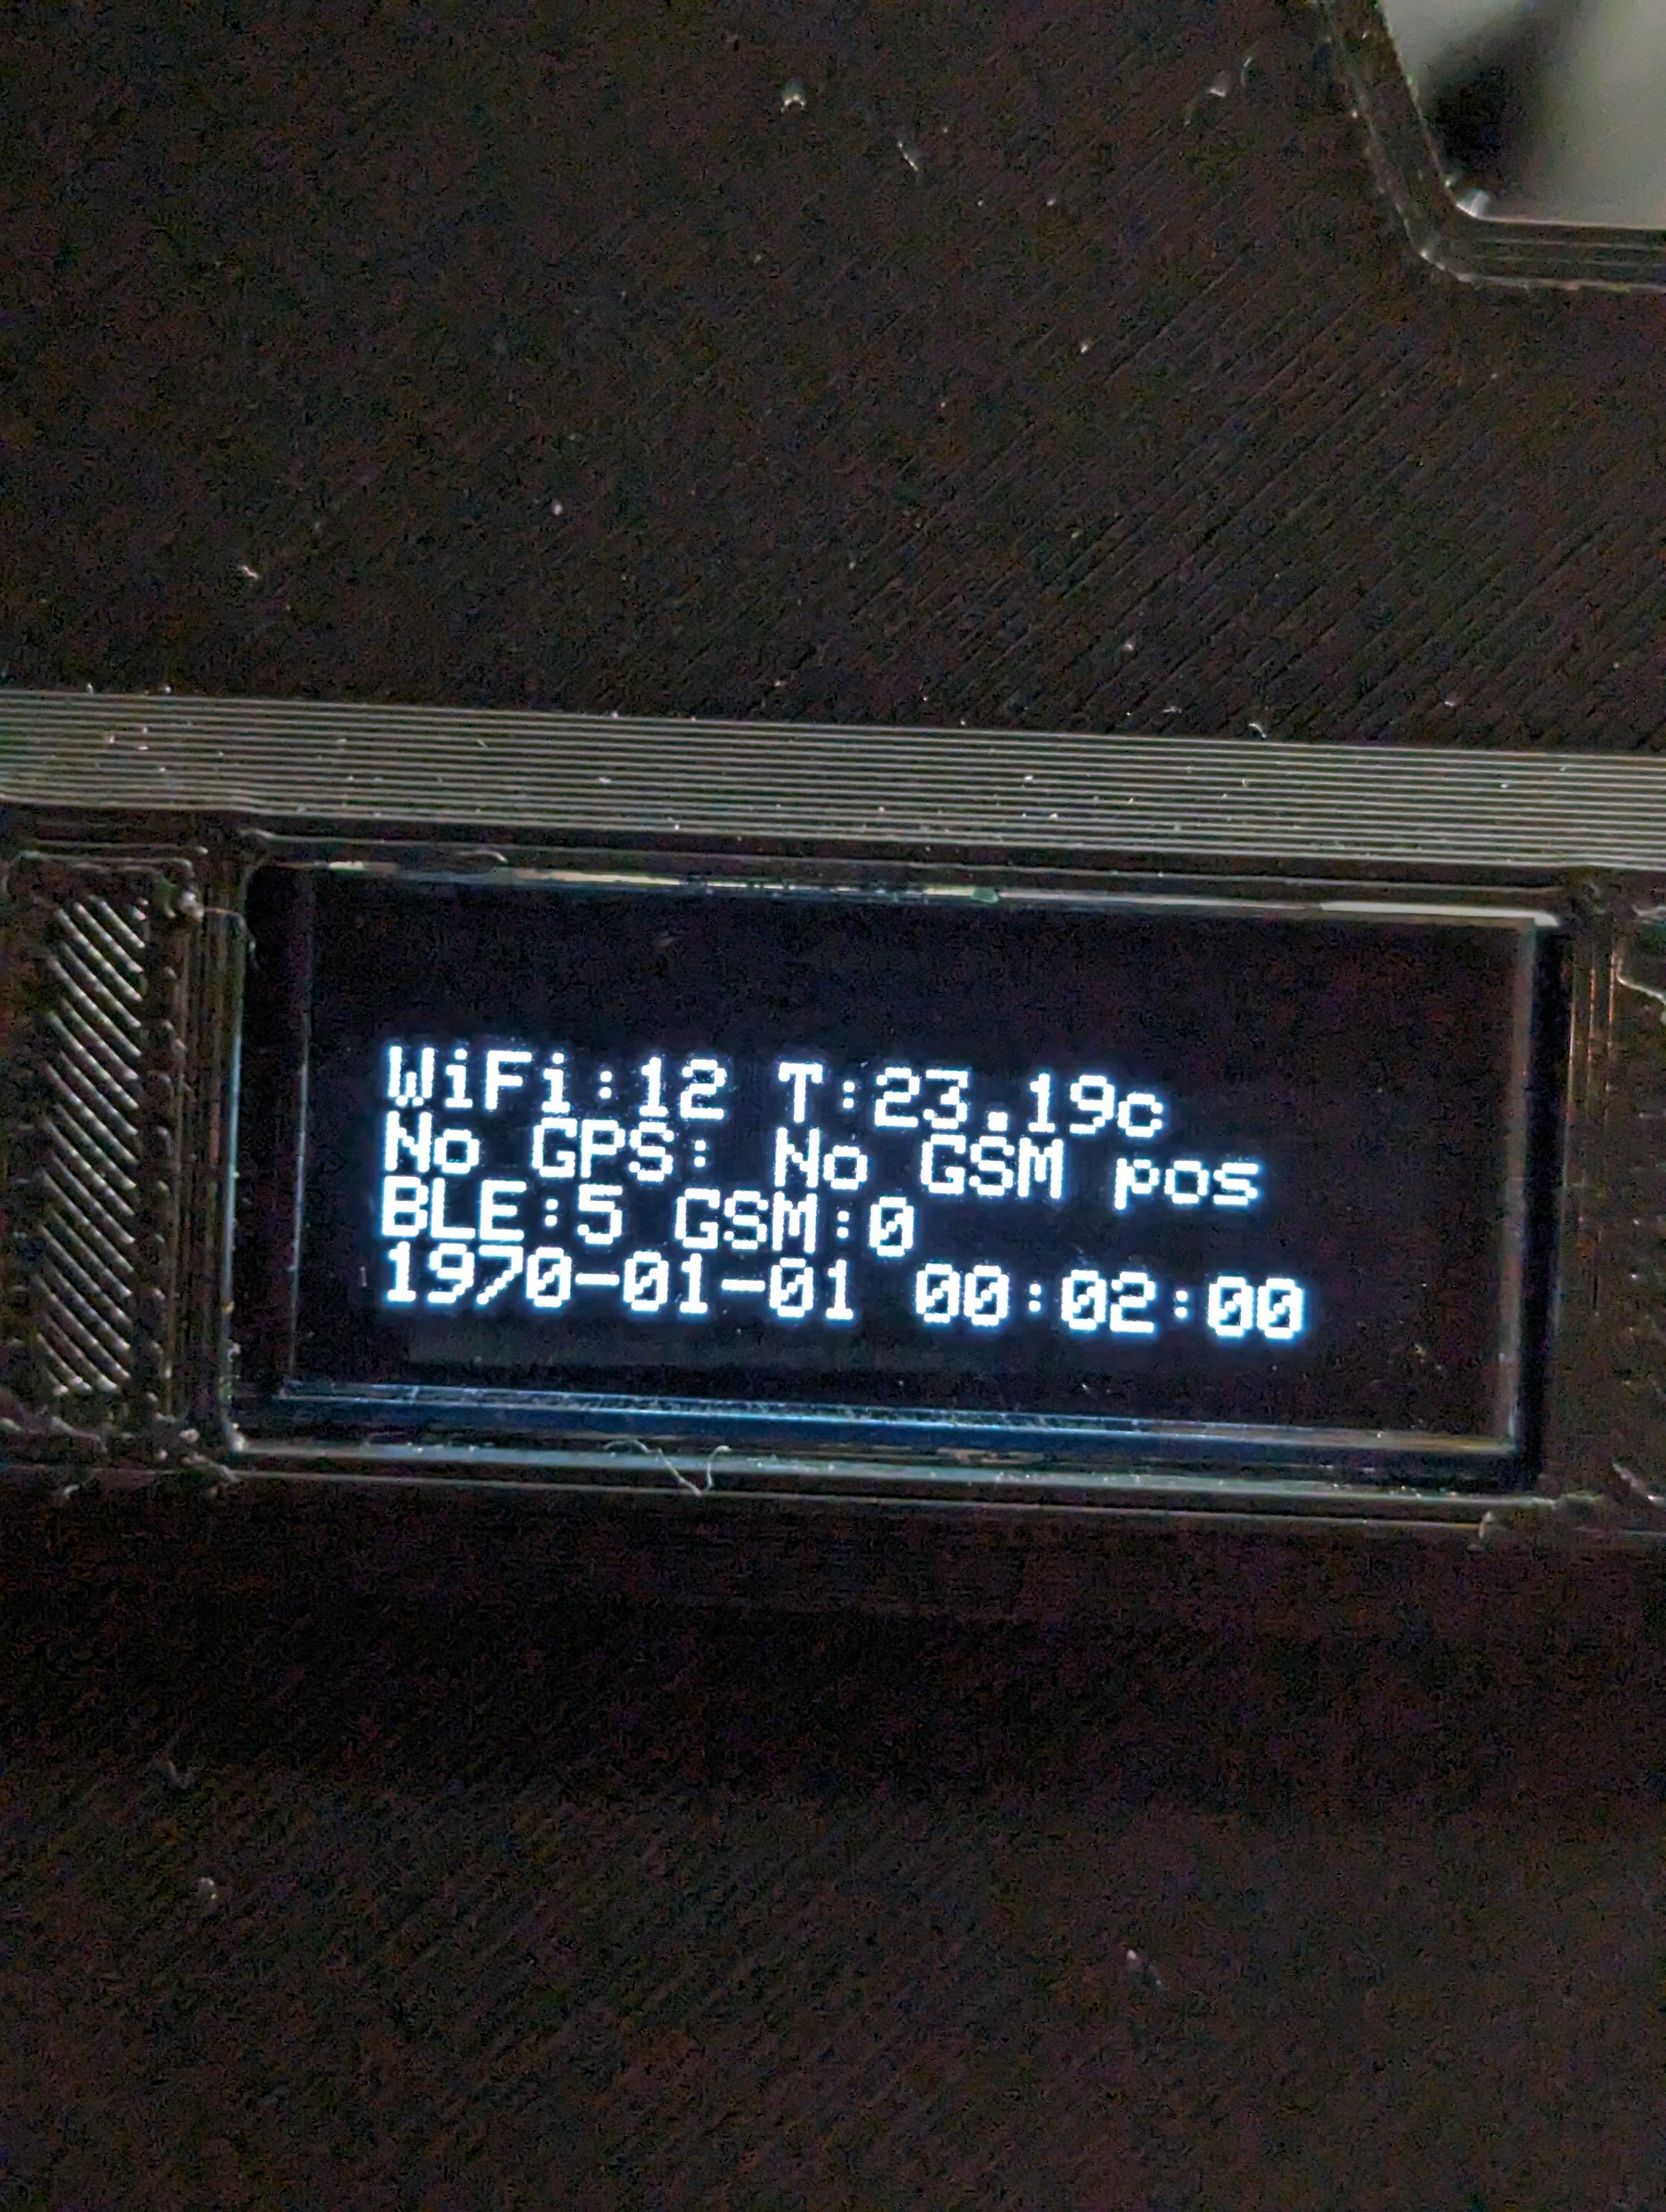 WiFi:12 T:23.19c
No GPS: No GSM pos
BLE:5 GSM:0
1970-01-01 00:02:00